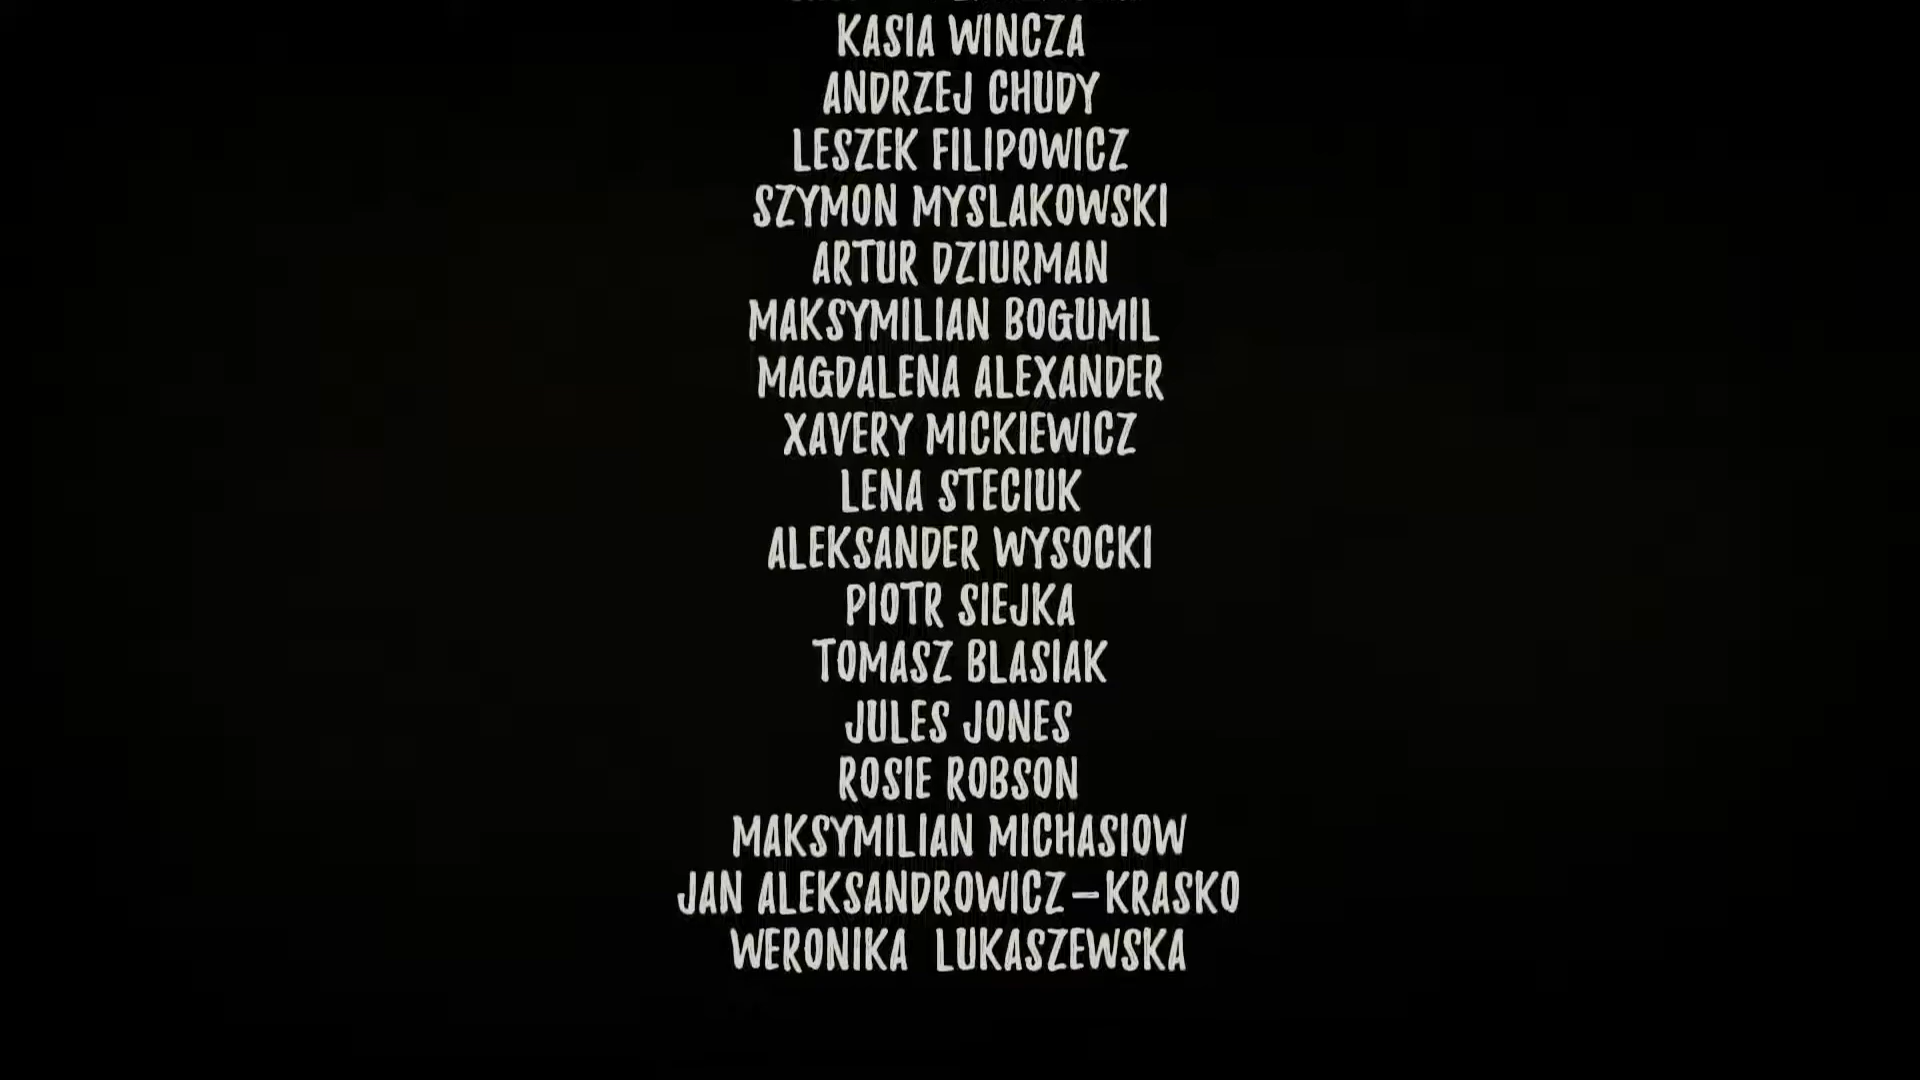 KASIA WINCZA
ANDRZEJ CHUDY
LESZEK FILIPOWICZ
SZYMON MYSLAKOWSKI
ARTUR DZIURMAN
MAKSYMILIAN BOGUMIL
MAGDALENA ALEXANDER
XAVERY MICKIEWICZ
LENA STECIUK
ALEKSANDER WYSOCKI
PIOTR SIEJKA
TOMASZ BLASIAK
JULES JONES
ROSIE ROBSON
MAKSYMILIAN MICHASIOW
JAN ALEKSANDROWICZ-KRASKO
WERONIKA LUKASZEWSKA